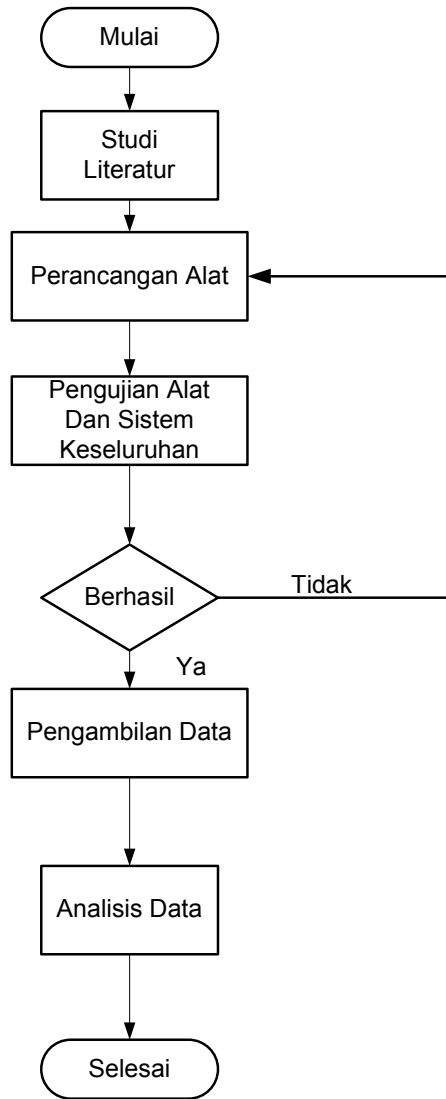 Mulai
Studi
Literatur
Perancangan Alat
Pengujian Alat
Dan Sistem
Keseluruhan
Berhasil
Tidak
Ya
Pengambilan Data
Analisis Data
Selesai